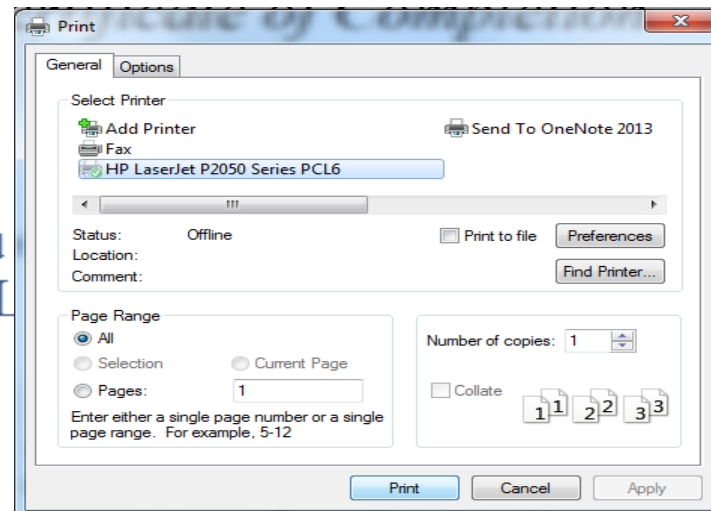 Certificate of Completion
Print
General
Options
Select Printer
Add Printer
Send To OneNote 2013
Fax
HP LaserJet P2050 Series PCL6
Status: Offline
Print to file
Preferences
Location:
Find Printer...
Comment:
Page Range
All
Number of copies: 1
Selection
Current Page
Pages: 1
Collate
1 1 2 2 3 3
Enter either a single page number or a single
page range. For example, 5-12
Print
Cancel
Apply